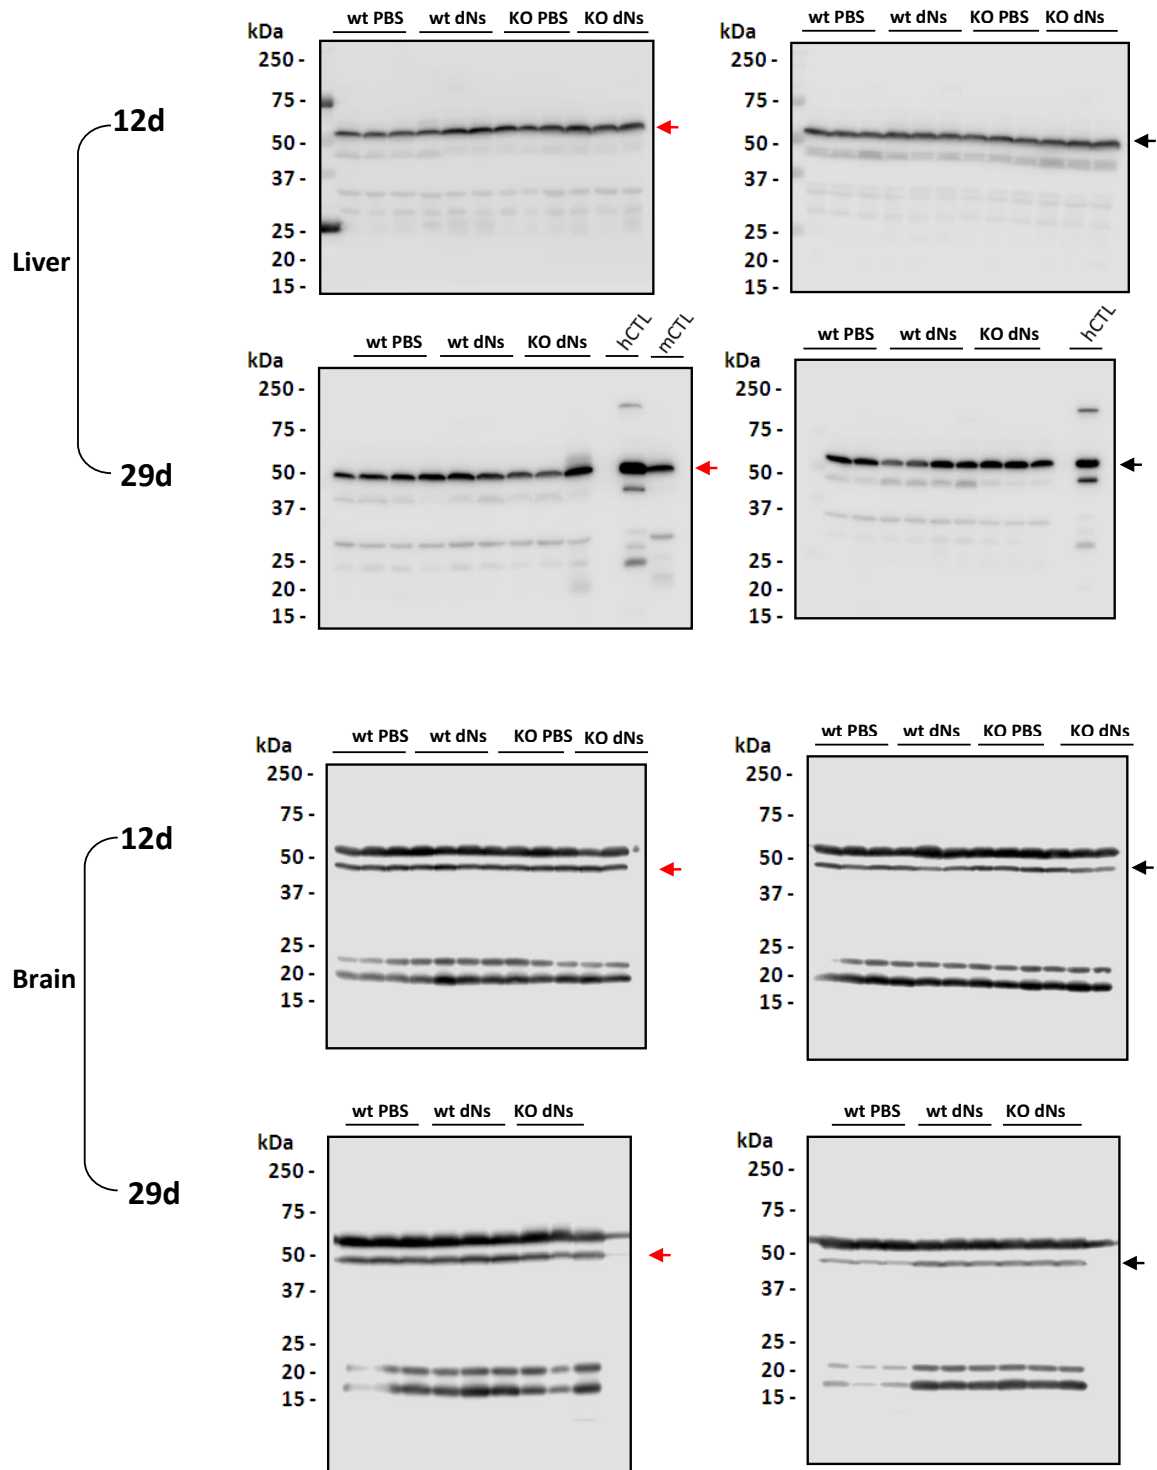 wt PBS wt dNs KO PBS KO dNs
kDa
250 -
75 -
50 -
37 -
25 -
20 -
15 -
wt PBS wt dNs KO PBS KO dNs
kDa
250 -
75 -
50 -
37 -
25 -
20 -
15 -
12d
Liver
29d
wt PBS wt dNs KO dNs hCTL mCTL
kDa
250 -
75 -
50 -
37 -
25 -
20 -
15 -
wt PBS wt dNs KO dNs hCTL
kDa
250 -
75 -
50 -
37 -
25 -
20 -
15 -
wt PBS wt dNs KO PBS KO dNs
kDa
250 -
75 -
50 -
37 -
25 -
20 -
15 -
wt PBS wt dNs KO PBS KO dNs
kDa
250 -
75 -
50 -
37 -
25 -
20 -
15 -
12d
Brain
29d
wt PBS wt dNs KO dNs
kDa
250 -
75 -
50 -
37 -
25 -
20 -
15 -
wt PBS wt dNs KO dNs
kDa
250 -
75 -
50 -
37 -
25 -
20 -
15 -